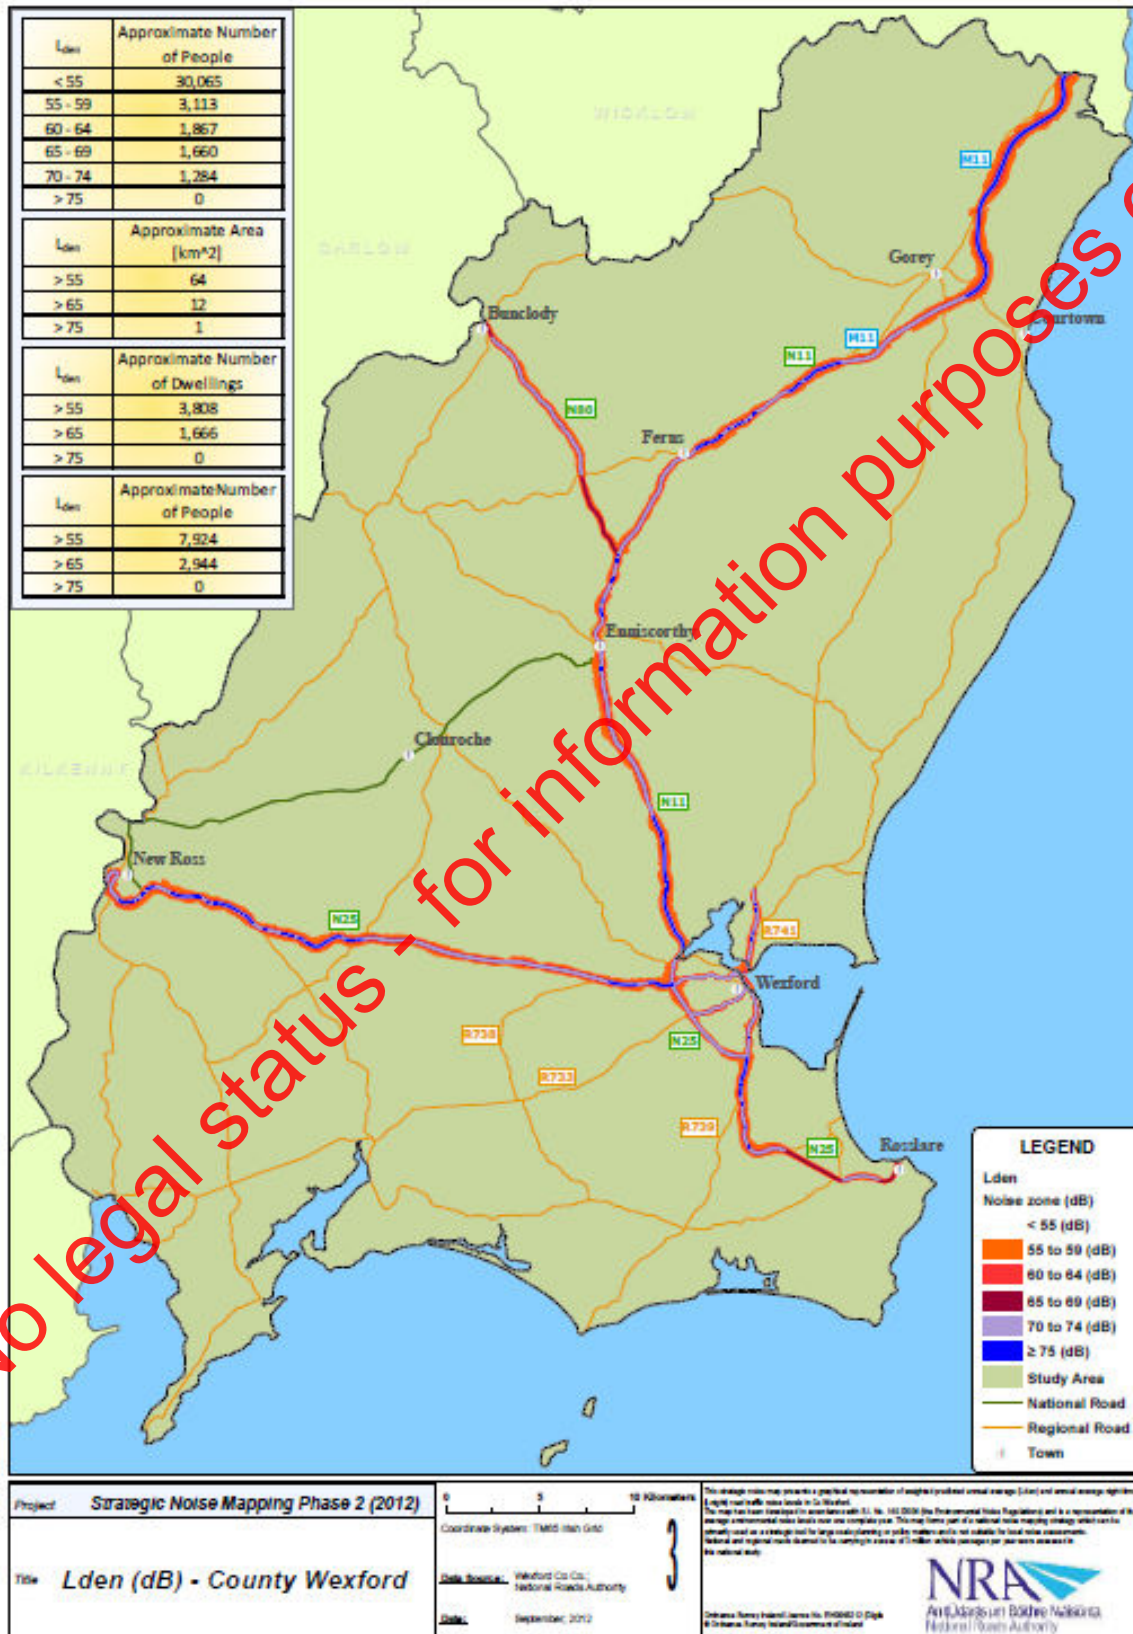 Lden
Approximate Number of People
< 55 30,065
55 - 59 3,113
60 - 64 1,867
65 - 69 1,660
70 - 74 1,284
> 75 0
Lden
Approximate Area [km^2]
> 55 64
> 65 12
> 75 1
Lden
Approximate Number of Dwellings
> 55 3,808
> 65 1,666
> 75 0
Lden
ApproximateNumber of People
> 55 7,924
> 65 2,944
> 75 0
WICKLOW
M11
CARLOW
Gorey
Bunclody
Courtown
M11
N11
N80
Ferns
Enniscorthy
Clonroche
KILKENNY
N11
New Ross
N25
R741
Wexford
R738
N25
R733
R739
N25
Rosslare
No legal status - for information purposes
LEGEND
Lden
Noise zone (dB)
< 55 (dB)
55 to 59 (dB)
60 to 64 (dB)
65 to 69 (dB)
70 to 74 (dB)
≥ 75 (dB)
Study Area
National Road
Regional Road
Town
Project Strategic Noise Mapping Phase 2 (2012)
Title Lden (dB) - County Wexford
0 5 10 Kilometers
Coordinate System: TM65 Irish Grid
Data Source: Wexford Co Co.;
National Roads Authority
Date: September, 2012
3
NRA
National Roads Authority